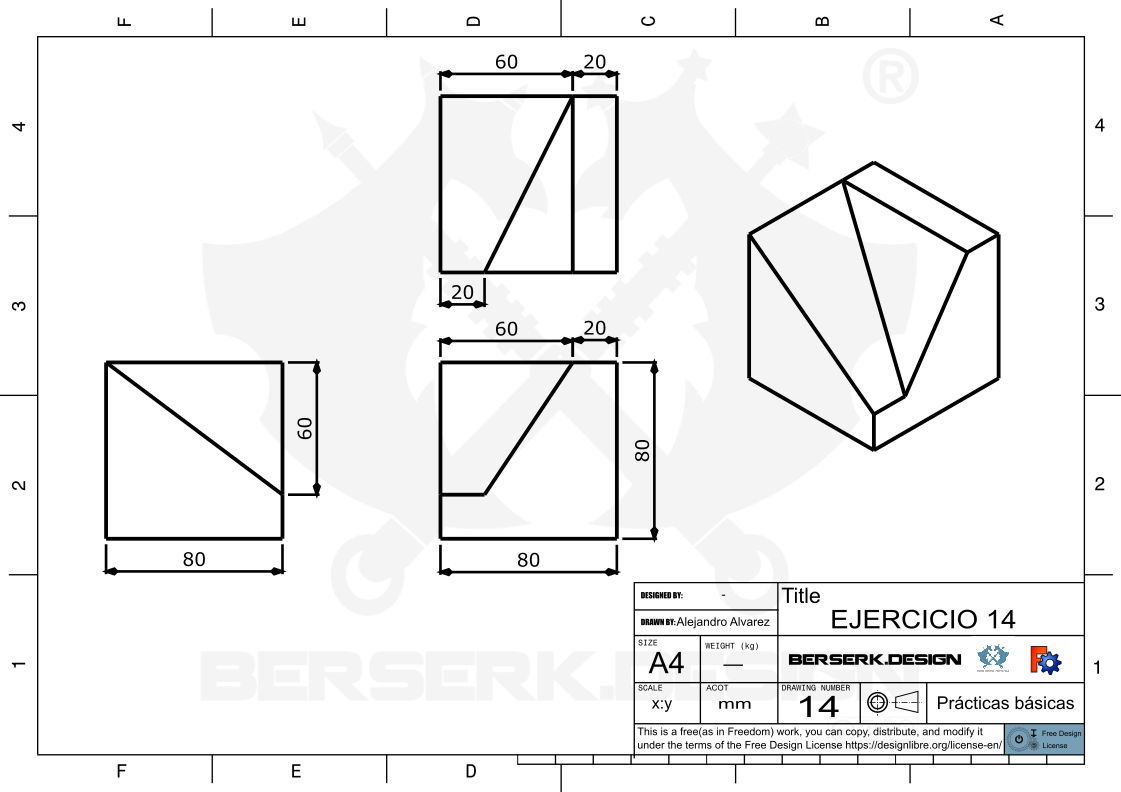 F E D C B A
60 20
®
4 4
20
3 3
60 20
60
80
2 2
80
80
DESIGNED BY: -
Title
EJERCICIO 14
DRAWN BY: Alejandro Alvarez
SIZE
A4
WEIGHT (kg)
—
BERSERK.DESIGN
1 1
BERSERK.DESIGN
SCALE
x:y
ACOT
mm
DRAWING NUMBER
14
Prácticas básicas
This is a free(as in Freedom) work, you can copy, distribute, and modify it
under the terms of the Free Design License https://designlibre.org/license-en/
Free Design
License
F E D